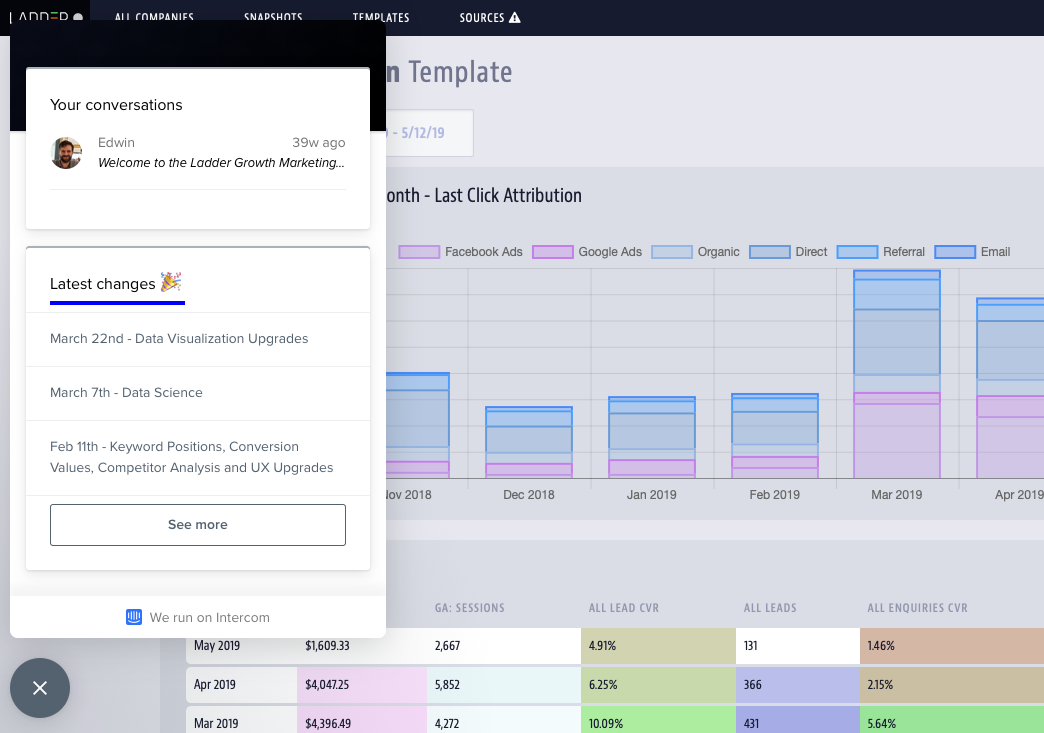 LADDER
ALL COMPANIES
SNAPSHOTS
TEMPLATES
SOURCES
n Template
- 5/12/19
Your conversations
Edwin
39w ago
Welcome to the Ladder Growth Marketing...
Latest changes 🎉
March 22nd - Data Visualization Upgrades
March 7th - Data Science
Feb 11th - Keyword Positions, Conversion
Values, Competitor Analysis and UX Upgrades
See more
We run on Intercom
onth - Last Click Attribution
Facebook Ads
Google Ads
Organic
Direct
Referral
Email
Nov 2018
Dec 2018
Jan 2019
Feb 2019
Mar 2019
Apr 2019
GA: SESSIONS
ALL LEAD CVR
ALL LEADS
ALL ENQUIRIES CVR
May 2019 $1,609.33 2,667 4.91% 131 1.46%
Apr 2019 $4,047.25 5,852 6.25% 366 2.15%
Mar 2019 $4,396.49 4,272 10.09% 431 5.64%